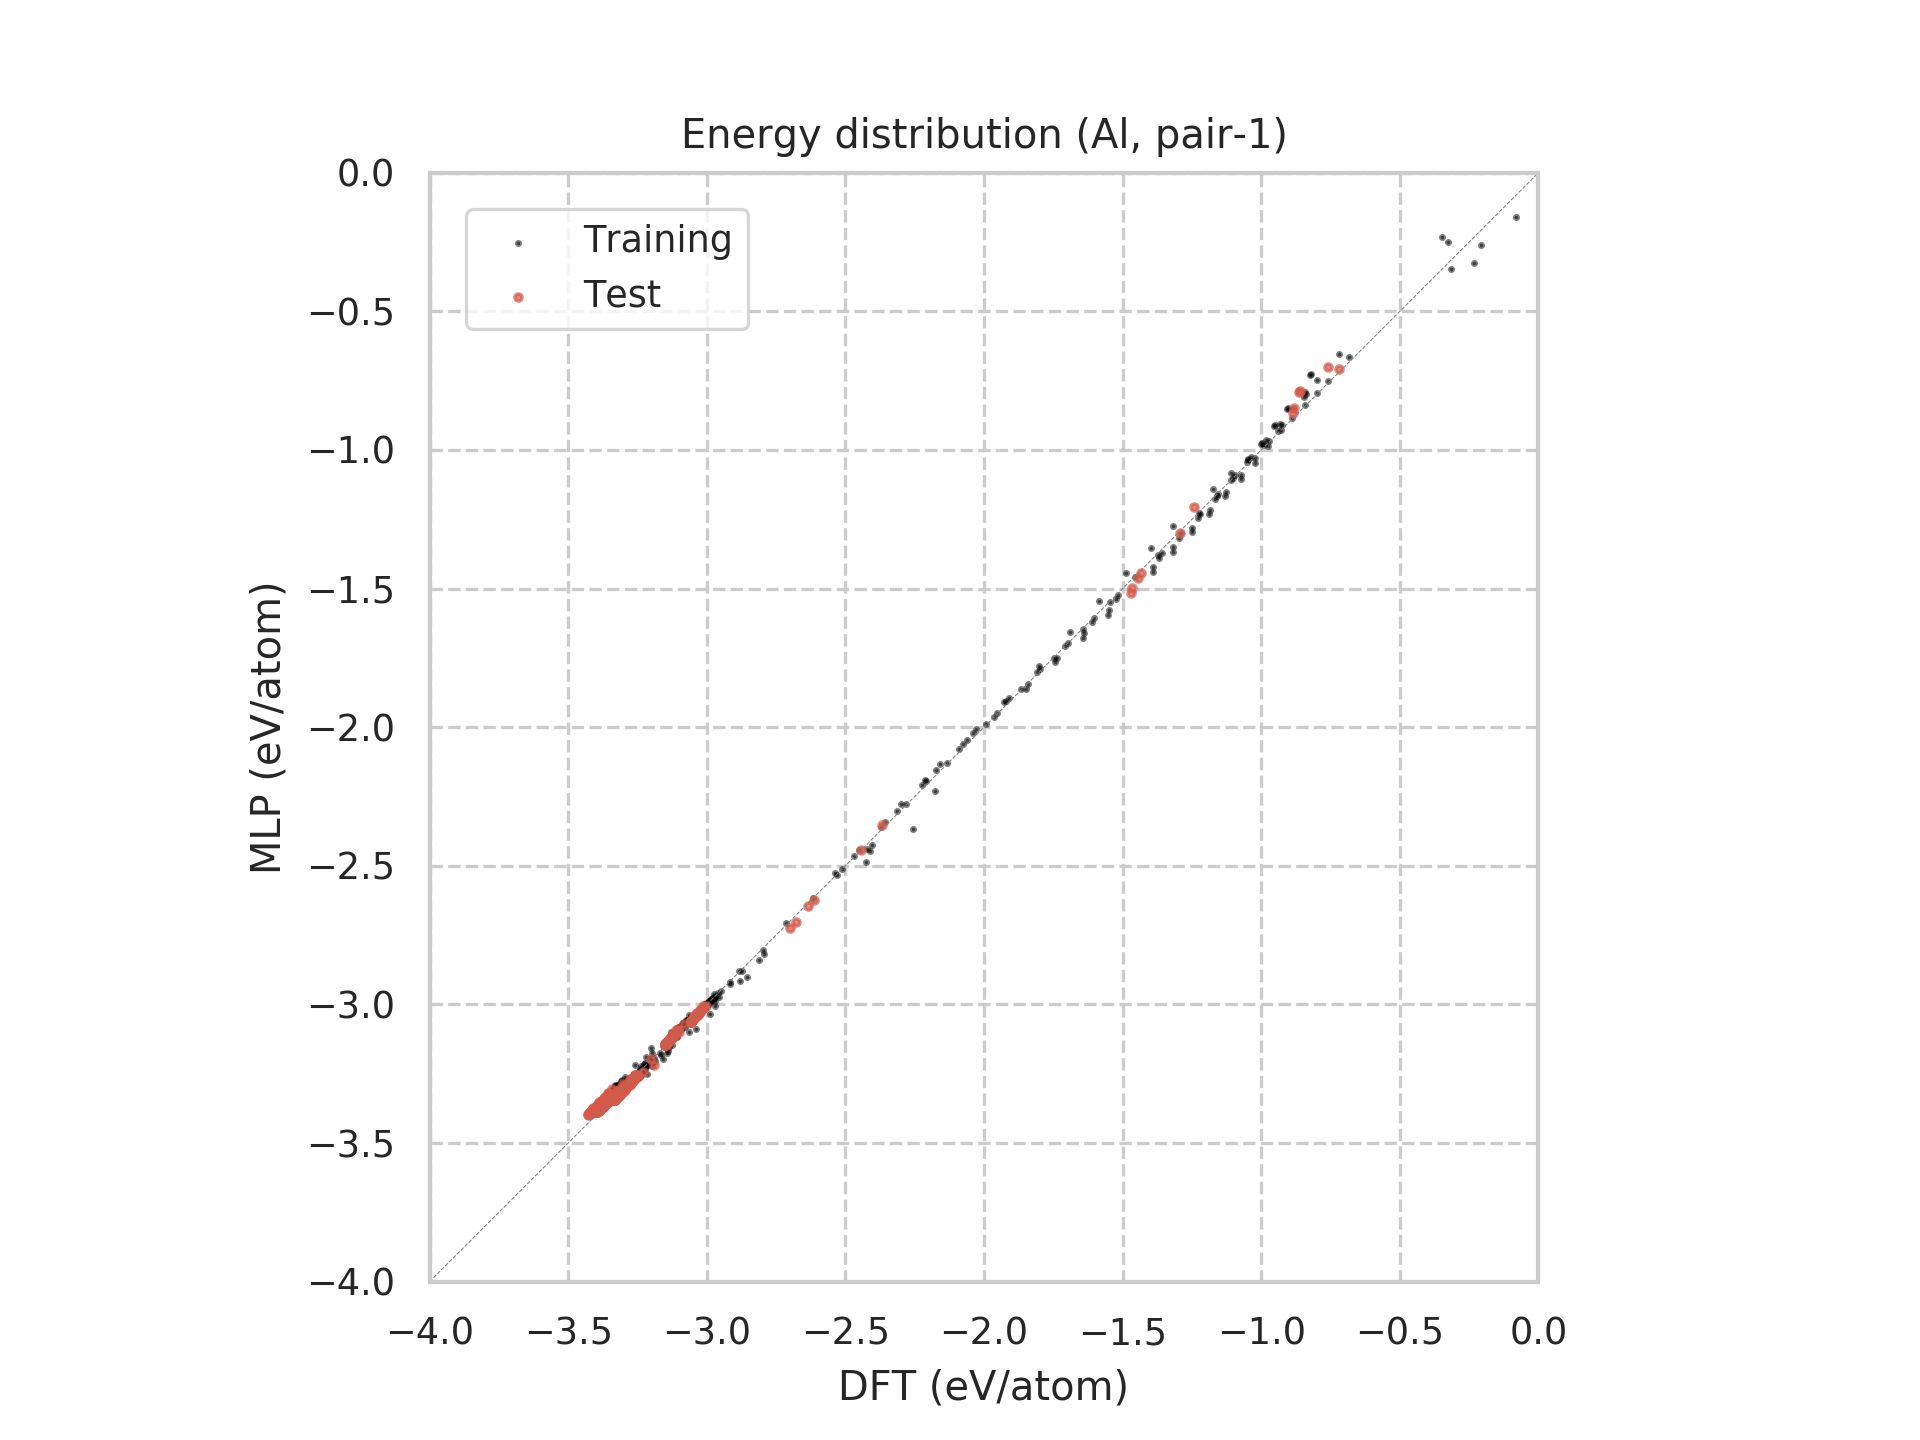 Energy distribution (Al, pair-1)
0.0
−0.5
−1.0
−1.5
−2.0
−2.5
−3.0
−3.5
−4.0
Training
Test
MLP (eV/atom)
−4.0 −3.5 −3.0 −2.5 −2.0 −1.5 −1.0 −0.5 0.0
DFT (eV/atom)